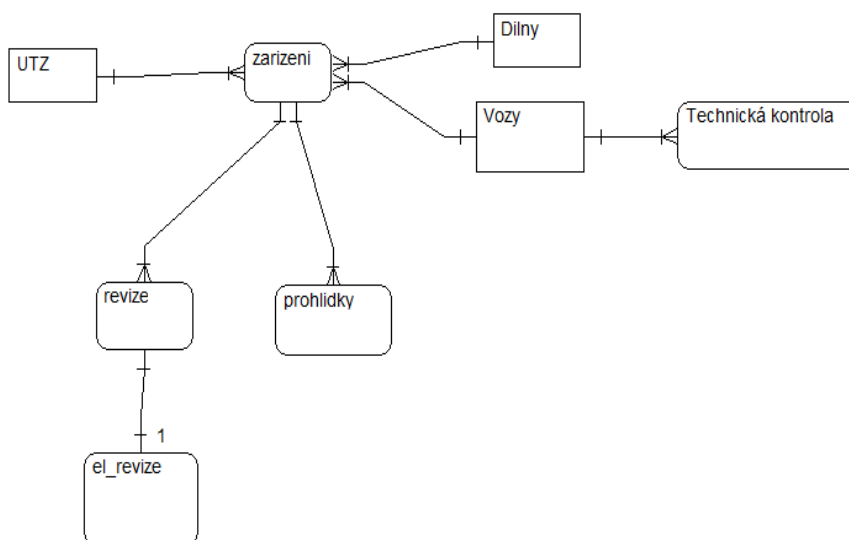 Dilny
zarizeni
UTZ
Vozy
Technická kontrola
revize
prohlidky
1
el_revize